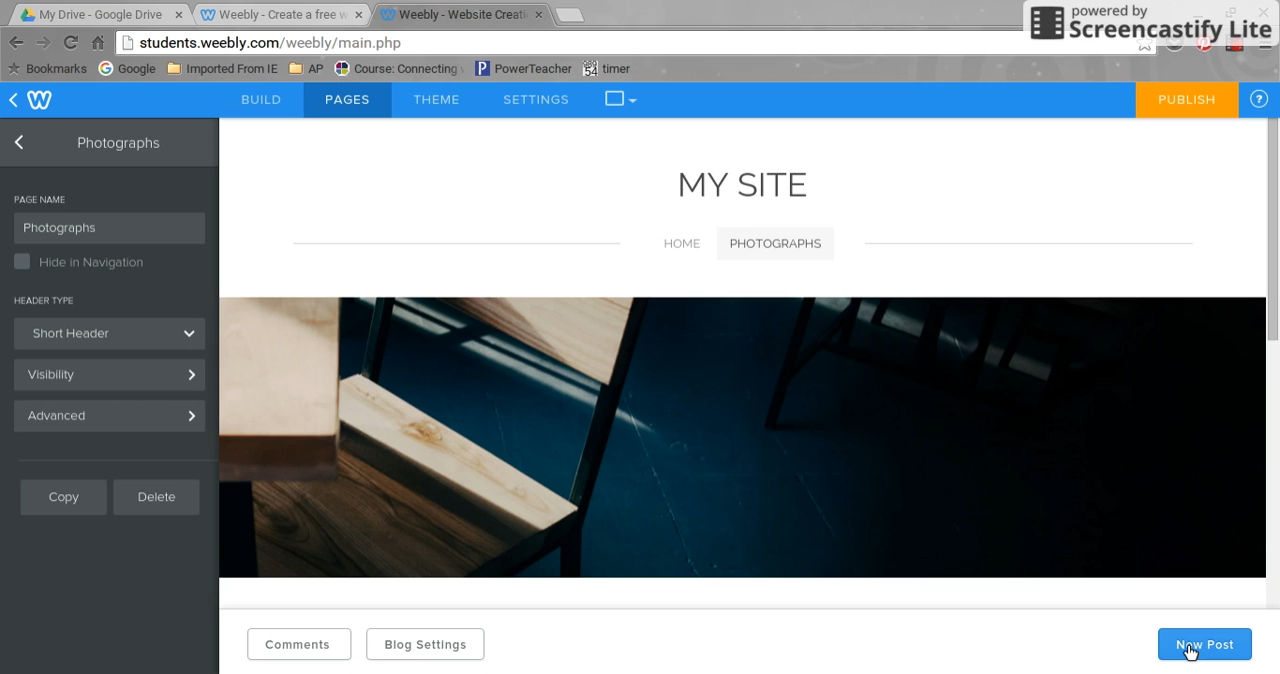 powered by
Screencastify Lite
My Drive - Google Drive
Weebly - Create a free w
Weebly - Website Creati
students.weebly.com/weebly/main.php
Bookmarks Google Imported From IE AP Course: Connecting PowerTeacher timer
BUILD PAGES THEME SETTINGS PUBLISH ?
Photographs
PAGE NAME
Photographs
Hide in Navigation
HEADER TYPE
Short Header
Visibility
Advanced
Copy Delete
MY SITE
HOME PHOTOGRAPHS
Comments Blog Settings New Post